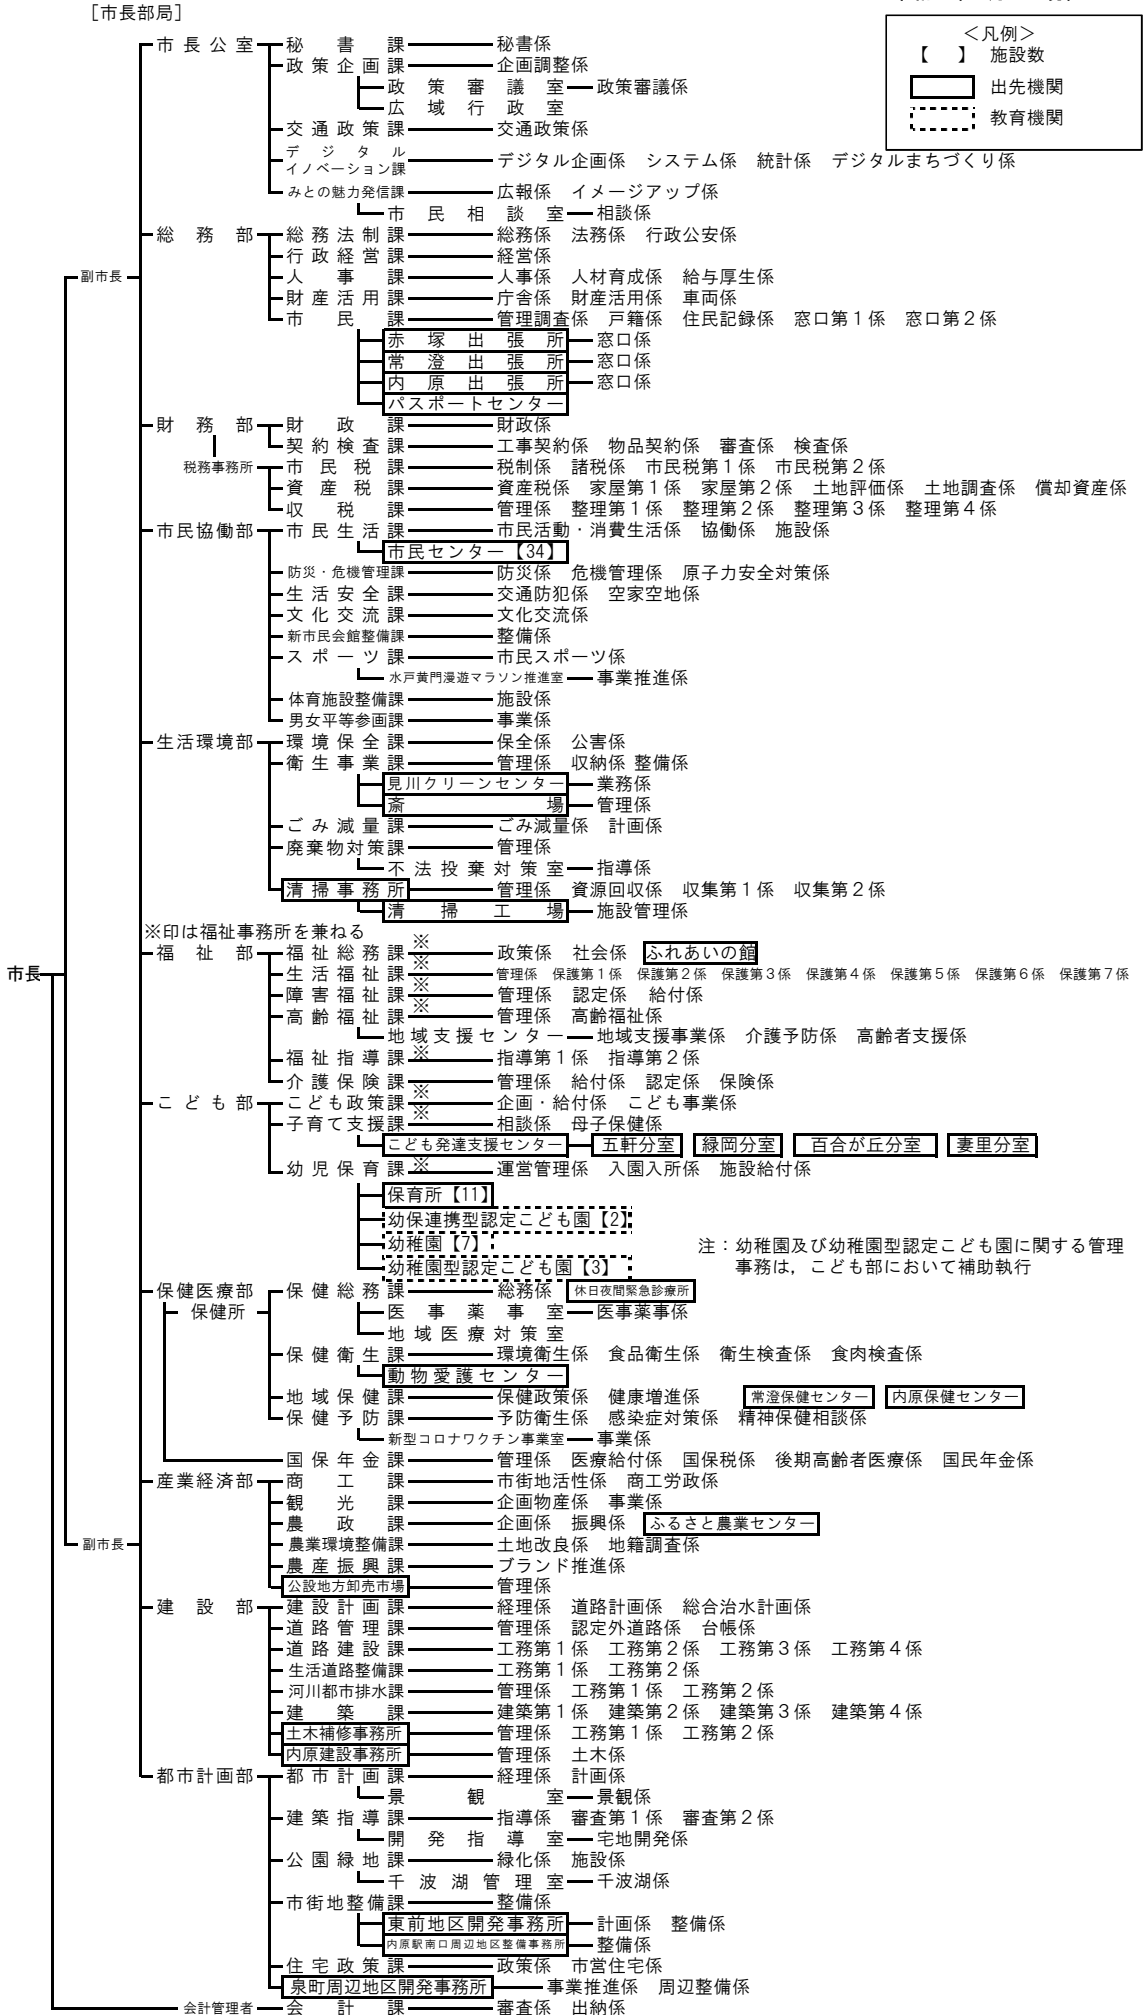 ［市長部局］
＜凡例＞
【　】　施設数
出先機関
教育機関
市長公室　秘書課　秘書係
政策企画課　企画調整係
政策審議室　政策審議係
広域行政室
交通政策課　交通政策係
デジタル
イノベーション課　デジタル企画係　システム係　統計係　デジタルまちづくり係
みとの魅力発信課　広報係　イメージアップ係
市民相談室　相談係
総務部　総務法制課　総務係　法務係　行政公安係
行政経営課　経営係
副市長　人事課　人事係　人材育成係　給与厚生係
財産活用課　庁舎係　財産活用係　車両係
市民課　管理調査係　戸籍係　住民記録係　窓口第１係　窓口第２係
赤塚出張所　窓口係
常澄出張所　窓口係
内原出張所　窓口係
パスポートセンター
財務部　財政課　財政係
契約検査課　工事契約係　物品契約係　審査係　検査係
税務事務所　市民税課　税制係　諸税係　市民税第１係　市民税第２係
資産税課　資産税係　家屋第１係　家屋第２係　土地評価係　土地調査係　償却資産係
収税課　管理係　整理第１係　整理第２係　整理第３係　整理第４係
市民協働部　市民生活課　市民活動・消費生活係　協働係　施設係
市民センター【34】
防災・危機管理課　防災係　危機管理係　原子力安全対策係
生活安全課　交通防犯係　空家空地係
文化交流課　文化交流係
新市民会館整備課　整備係
スポーツ課　市民スポーツ係
水戸黄門漫遊マラソン推進室　事業推進係
体育施設整備課　施設係
男女平等参画課　事業係
生活環境部　環境保全課　保全係　公害係
衛生事業課　管理係　収納係　整備係
見川クリーンセンター　業務係
斎場　管理係
ごみ減量課　ごみ減量係　計画係
廃棄物対策課　管理係
不法投棄対策室　指導係
清掃事務所　管理係　資源回収係　収集第１係　収集第２係
清掃工場　施設管理係
※印は福祉事務所を兼ねる
福祉部　福祉総務課※　政策係　社会係　ふれあいの館
市長　生活福祉課※　管理係　保護第１係　保護第２係　保護第３係　保護第４係　保護第５係　保護第６係　保護第７係
障害福祉課※　管理係　認定係　給付係
高齢福祉課※　管理係　高齢福祉係
地域支援センター　地域支援事業係　介護予防係　高齢者支援係
福祉指導課※　指導第１係　指導第２係
介護保険課　管理係　給付係　認定係　保険係
こども部　こども政策課※　企画・給付係　こども事業係
子育て支援課※　相談係　母子保健係
こども発達支援センター　五軒分室　緑岡分室　百合が丘分室　妻里分室
幼児保育課※　運営管理係　入園入所係　施設給付係
保育所【11】
幼保連携型認定こども園【2】
幼稚園【7】
幼稚園型認定こども園【3】
注：幼稚園及び幼稚園型認定こども園に関する管理
事務は，こども部において補助執行
保健医療部　保健総務課　総務係　休日夜間緊急診療所
保健所　医事薬事室　医事薬事係
地域医療対策室
保健衛生課　環境衛生係　食品衛生係　衛生検査係　食肉検査係
動物愛護センター
地域保健課　保健政策係　健康増進係　常澄保健センター　内原保健センター
保健予防課　予防衛生係　感染症対策係　精神保健相談係
新型コロナワクチン事業室　事業係
国保年金課　管理係　医療給付係　国保税係　後期高齢者医療係　国民年金係
産業経済部　商工課　市街地活性係　商工労政係
観光課　企画物産係　事業係
農政課　企画係　振興係　ふるさと農業センター
副市長　農業環境整備課　土地改良係　地籍調査係
農産振興課　ブランド推進係
公設地方卸売市場　管理係
建設部　建設計画課　経理係　道路計画係　総合治水計画係
道路管理課　管理係　認定外道路係　台帳係
道路建設課　工務第１係　工務第２係　工務第３係　工務第４係
生活道路整備課　工務第１係　工務第２係
河川都市排水課　管理係　工務第１係　工務第２係
建築課　建築第１係　建築第２係　建築第３係　建築第４係
土木補修事務所　管理係　工務第１係　工務第２係
内原建設事務所　管理係　土木係
都市計画部　都市計画課　経理係　計画係
景観室　景観係
建築指導課　指導係　審査第１係　審査第２係
開発指導室　宅地開発係
公園緑地課　緑化係　施設係
千波湖管理室　千波湖係
市街地整備課　整備係
東前地区開発事務所　計画係　整備係
内原駅南口周辺地区整備事務所　整備係
住宅政策課　政策係　市営住宅係
泉町周辺地区開発事務所　事業推進係　周辺整備係
会計管理者　会計課　審査係　出納係